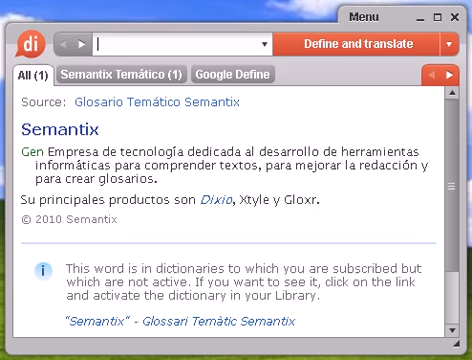 Menu
di
Define and translate
All (1)
Semantix Temático (1)
Google Define
Source: Glosario Temático Semantix
Semantix
Gen Empresa de tecnología dedicada al desarrollo de herramientas
informáticas para comprender textos, para mejorar la redacción y
para crear glosarios.
Su principales productos son Dixio, Xtyle y Gloxr.
© 2010 Semantix
i
This word is in dictionaries to which you are subscribed but
which are not active. If you want to see it, click on the link
and activate the dictionary in your Library.
"Semantix" - Glossari Temàtic Semantix